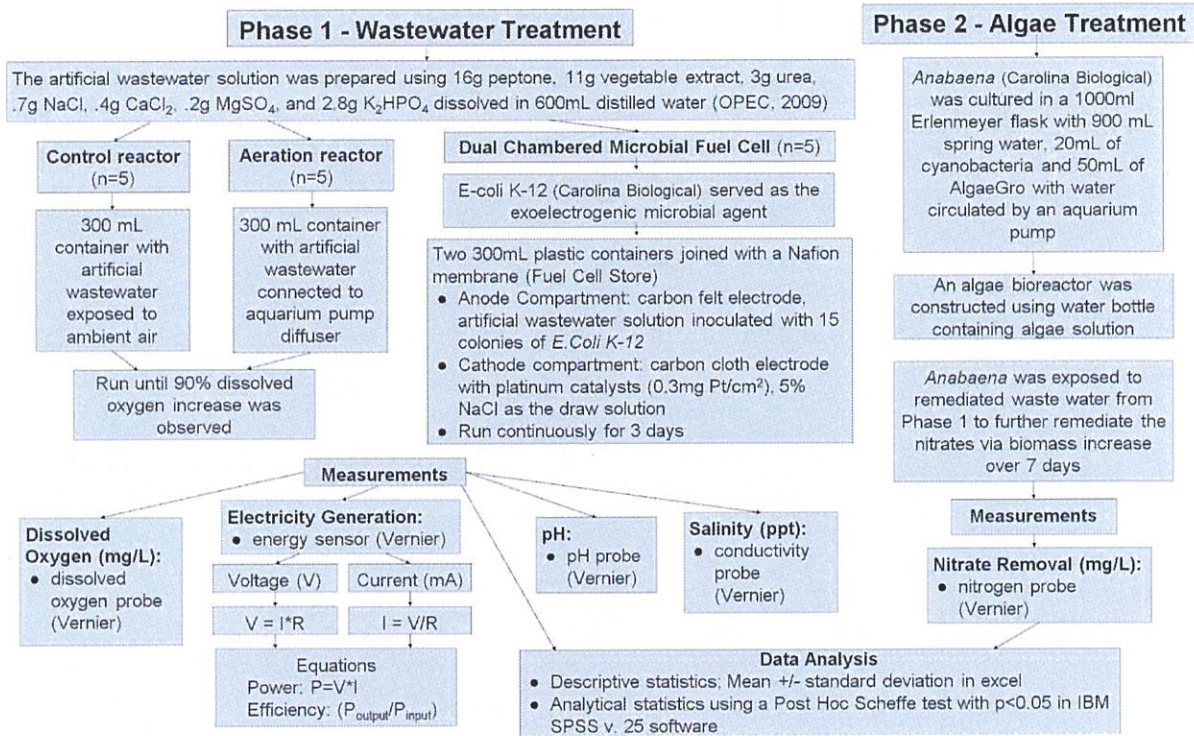 Phase 1 - Wastewater Treatment
The artificial wastewater solution was prepared using 16g peptone, 11g vegetable extract, 3g urea,
.7g NaCl, .4g CaCl₂, .2g MgSO₄, and 2.8g K₂HPO₄ dissolved in 600mL distilled water (OPEC, 2009)
Control reactor
(n=5)
300 mL
container with
artificial
wastewater
exposed to
ambient air
Aeration reactor
(n=5)
300 mL container
with artificial
wastewater
connected to
aquarium pump
diffuser
Run until 90% dissolved
oxygen increase was
observed
Dual Chambered Microbial Fuel Cell (n=5)
E-coli K-12 (Carolina Biological) served as the
exoelectrogenic microbial agent
Two 300mL plastic containers joined with a Nafion
membrane (Fuel Cell Store)
● Anode Compartment: carbon felt electrode,
artificial wastewater solution inoculated with 15
colonies of E.Coli K-12
● Cathode compartment: carbon cloth electrode
with platinum catalysts (0.3mg Pt/cm²), 5%
NaCl as the draw solution
● Run continuously for 3 days
Measurements
Dissolved
Oxygen (mg/L):
● dissolved
oxygen probe
(Vernier)
Electricity Generation:
● energy sensor (Vernier)
Voltage (V)
Current (mA)
V = I*R
I = V/R
Equations
Power: P=V*I
Efficiency: (Poutput/Pinput)
pH:
● pH probe
(Vernier)
Salinity (ppt):
● conductivity
probe
(Vernier)
Phase 2 - Algae Treatment
Anabaena (Carolina Biological)
was cultured in a 1000ml
Erlenmeyer flask with 900 mL
spring water, 20mL of
cyanobacteria and 50mL of
AlgaeGro with water
circulated by an aquarium
pump
An algae bioreactor was
constructed using water bottle
containing algae solution
Anabaena was exposed to
remediated waste water from
Phase 1 to further remediate the
nitrates via biomass increase
over 7 days
Measurements
Nitrate Removal (mg/L):
● nitrogen probe
(Vernier)
Data Analysis
● Descriptive statistics; Mean +/- standard deviation in excel
● Analytical statistics using a Post Hoc Scheffe test with p<0.05 in IBM
SPSS v. 25 software